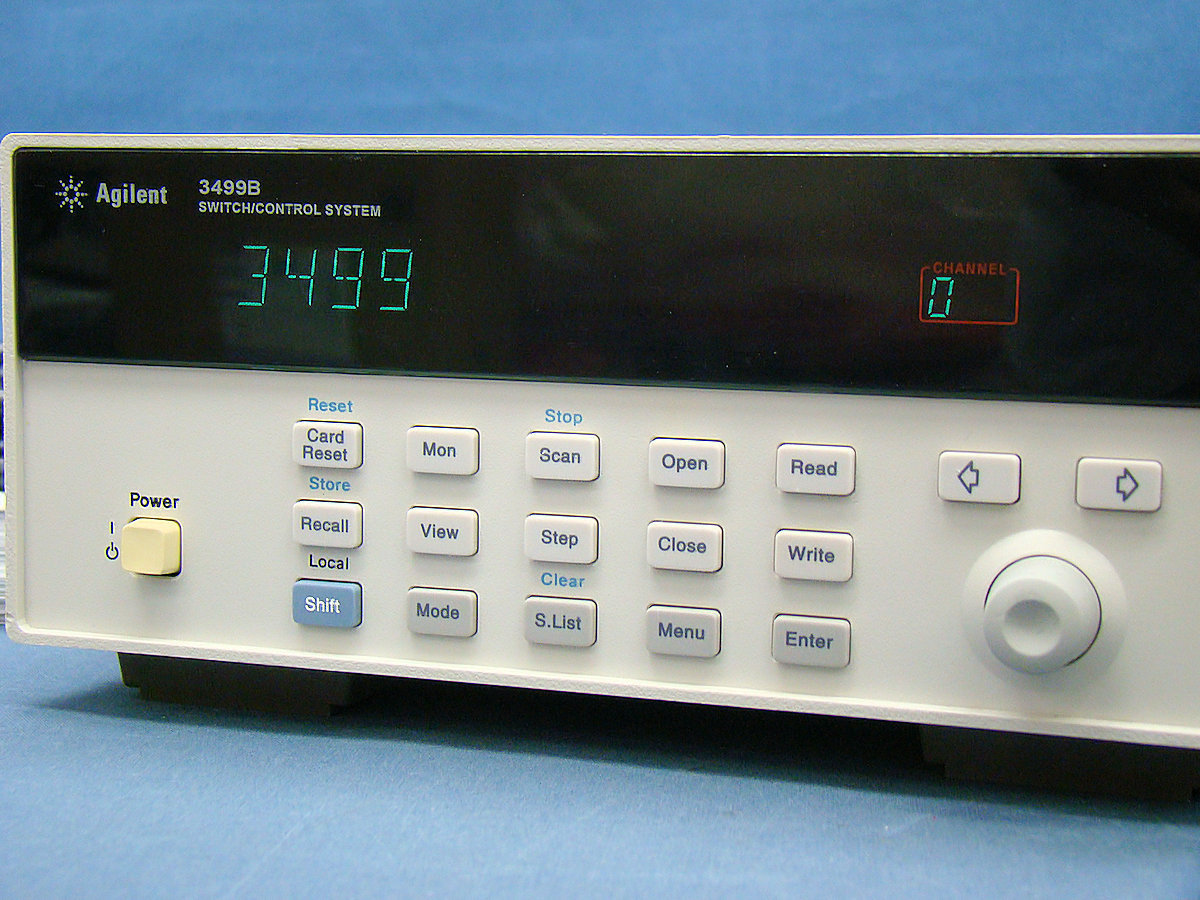 Agilent
3499B
SWITCH/CONTROL SYSTEM
3499
CHANNEL
0
Reset
Stop
Card
Reset
Mon
Scan
Open
Read
Store
Recall
View
Step
Close
Write
Power
I
Local
Clear
Shift
Mode
S.List
Menu
Enter